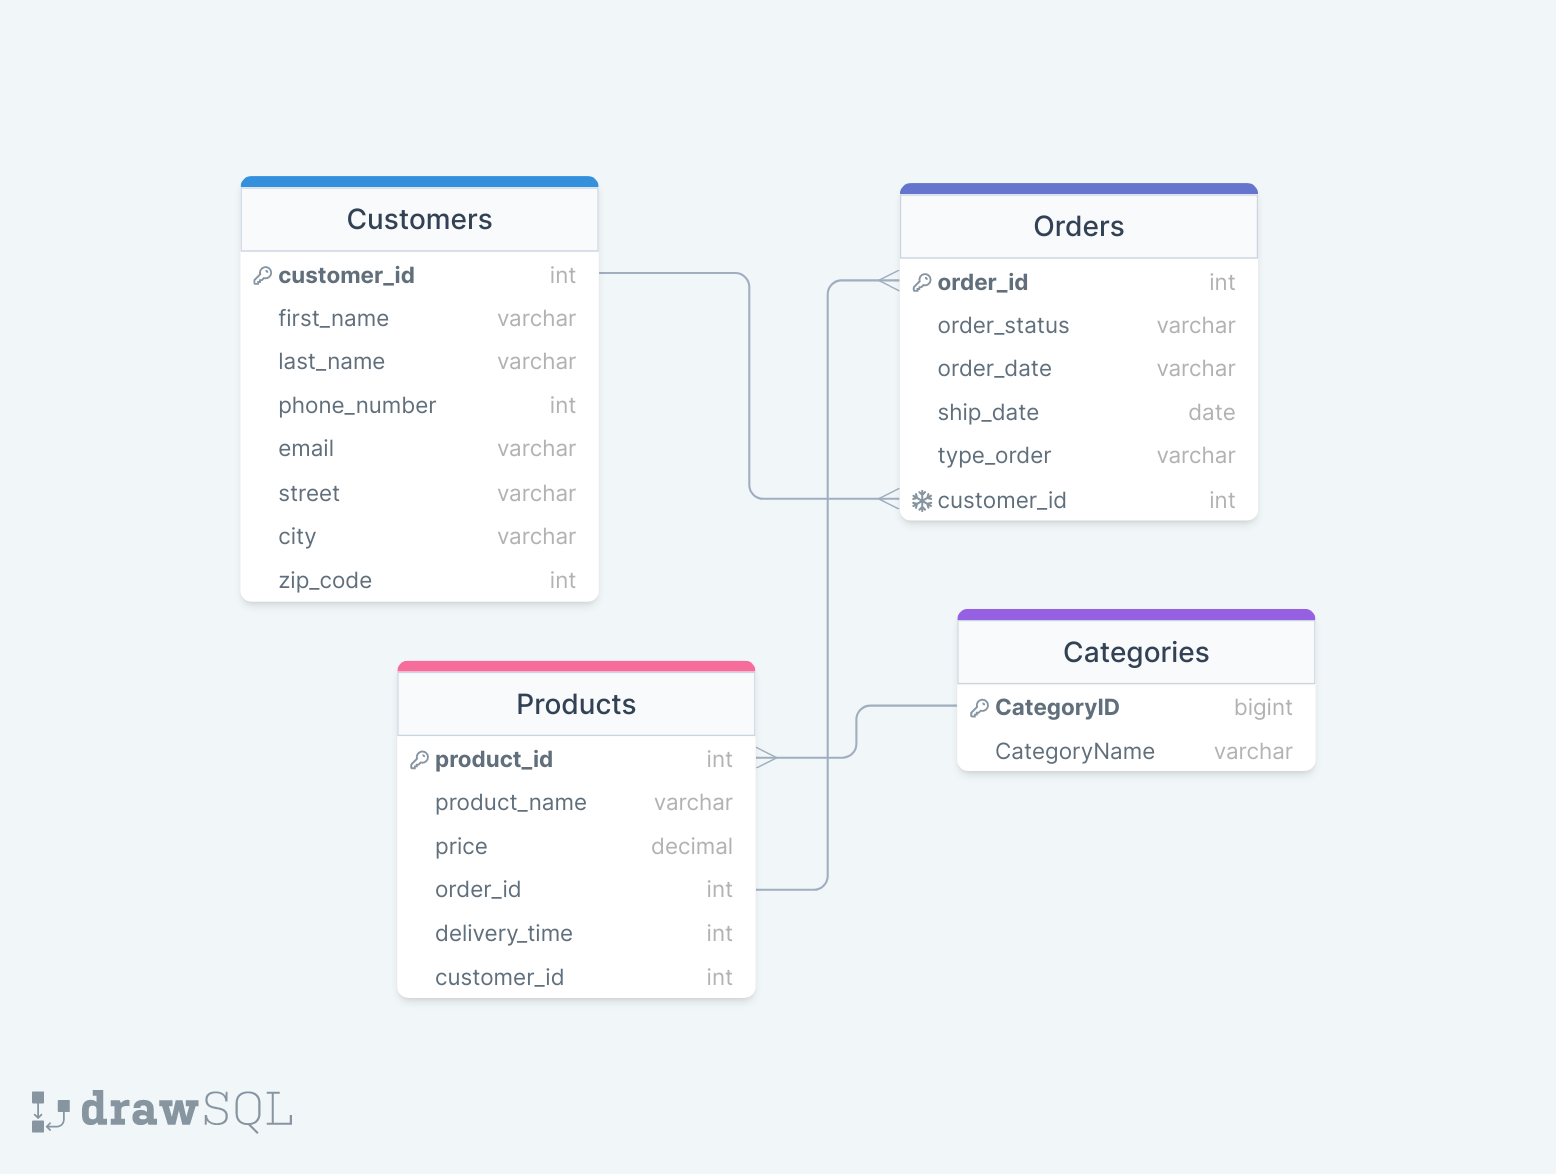 Customers
customer_id int
first_name varchar
last_name varchar
phone_number int
email varchar
street varchar
city varchar
zip_code int
Orders
order_id int
order_status varchar
order_date varchar
ship_date date
type_order varchar
customer_id int
Products
product_id int
product_name varchar
price decimal
order_id int
delivery_time int
customer_id int
Categories
CategoryID bigint
CategoryName varchar
drawSQL